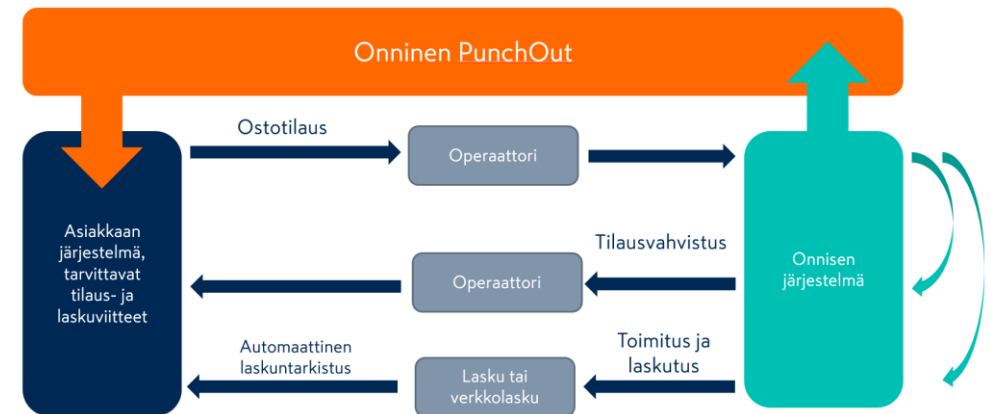 Onninen PunchOut
Ostotilaus
Operaattori
Asiakkaan
järjestelmä,
tarvittavat
tilaus- ja
laskuviitteet
Tilausvahvistus
Operaattori
Onnisen
järjestelmä
Automaattinen
laskuntarkistus
Lasku tai
verkkolasku
Toimitus ja
laskutus